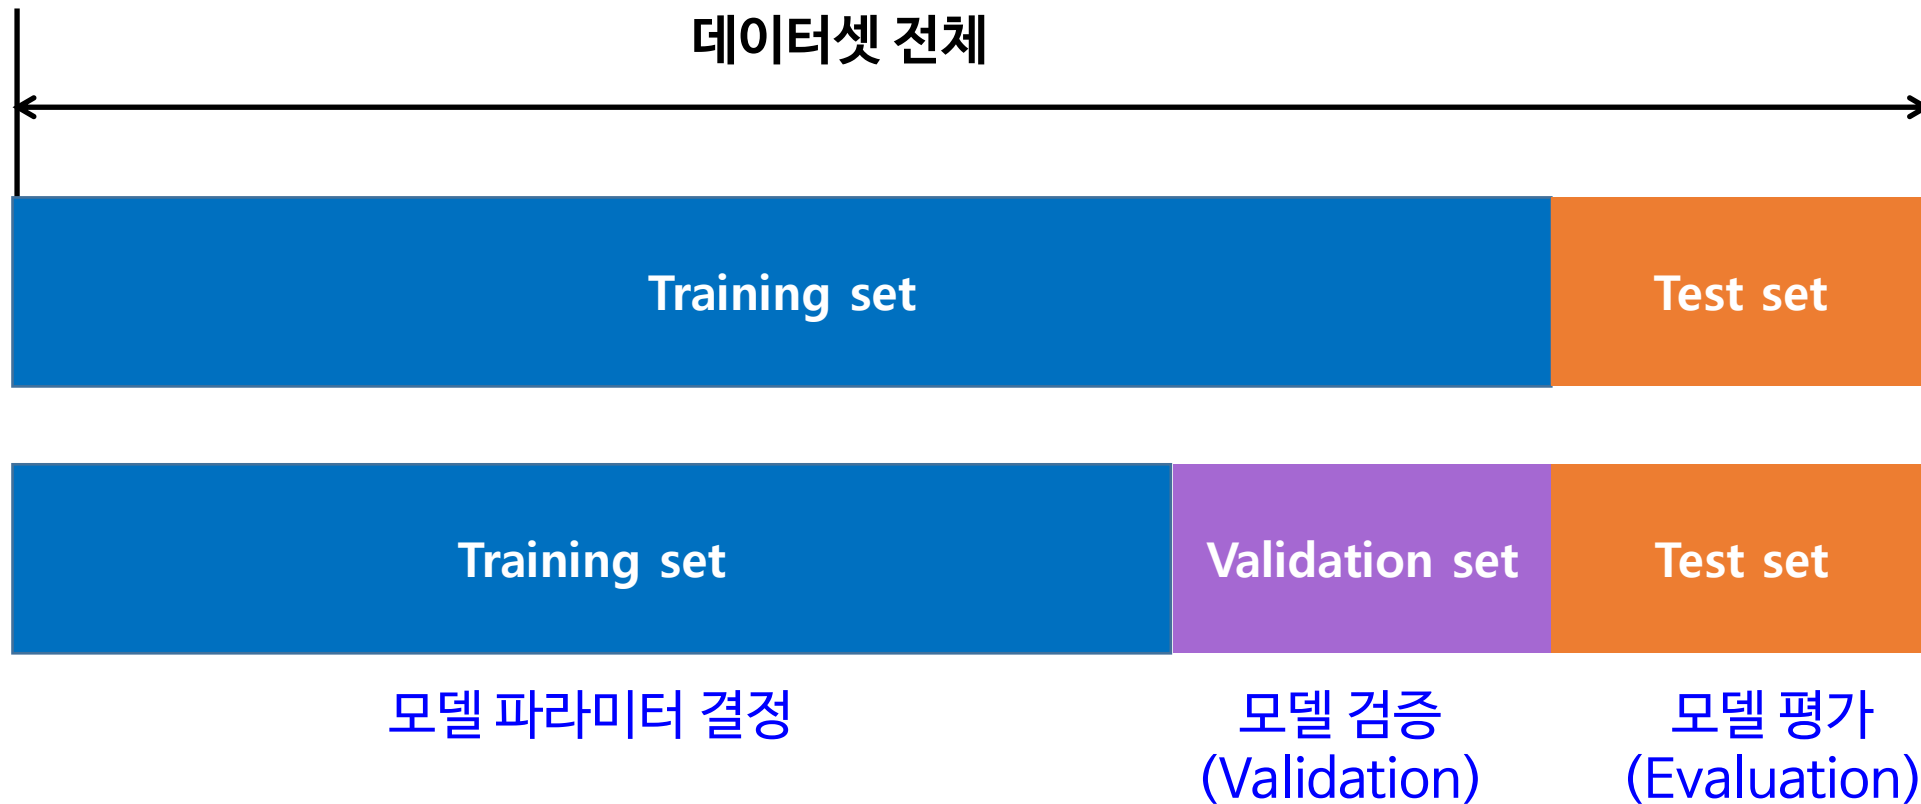 데이터셋 전체
Training set
Test set
Training set
Validation set
Test set
모델 파라미터 결정
모델 검증
(Validation)
모델 평가
(Evaluation)